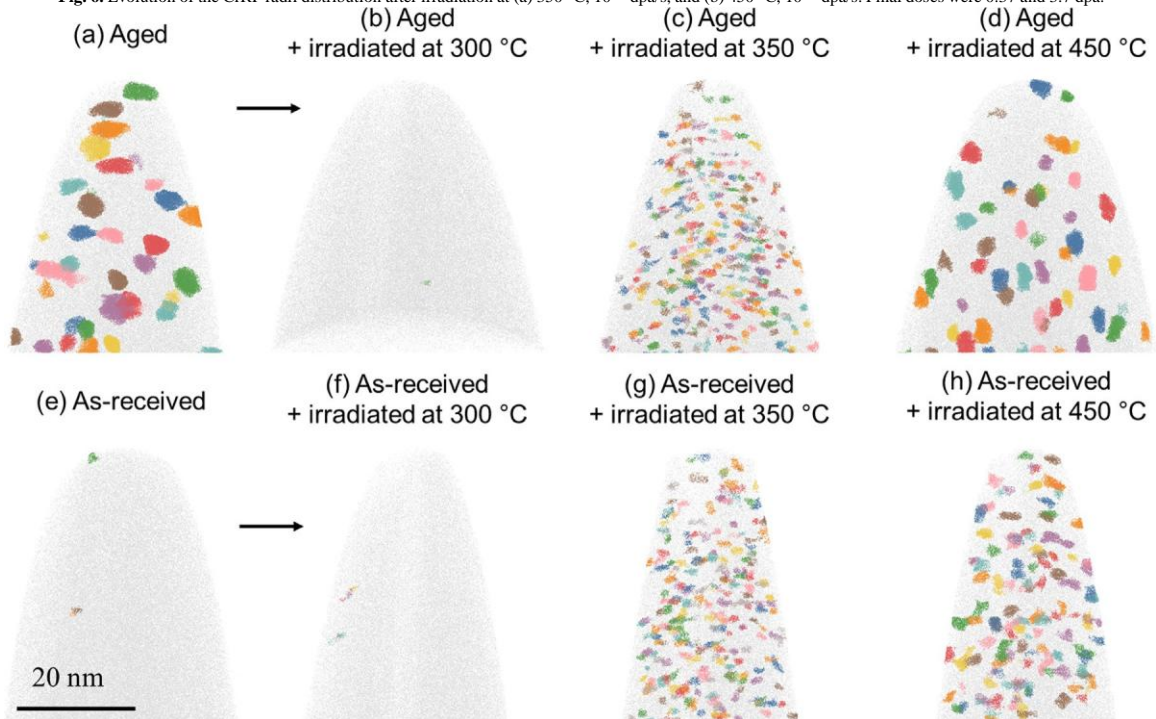 (a) Aged
(b) Aged
+ irradiated at 300 °C
(c) Aged
+ irradiated at 350 °C
(d) Aged
+ irradiated at 450 °C
(e) As-received
(f) As-received
+ irradiated at 300 °C
(g) As-received
+ irradiated at 350 °C
(h) As-received
+ irradiated at 450 °C
20 nm